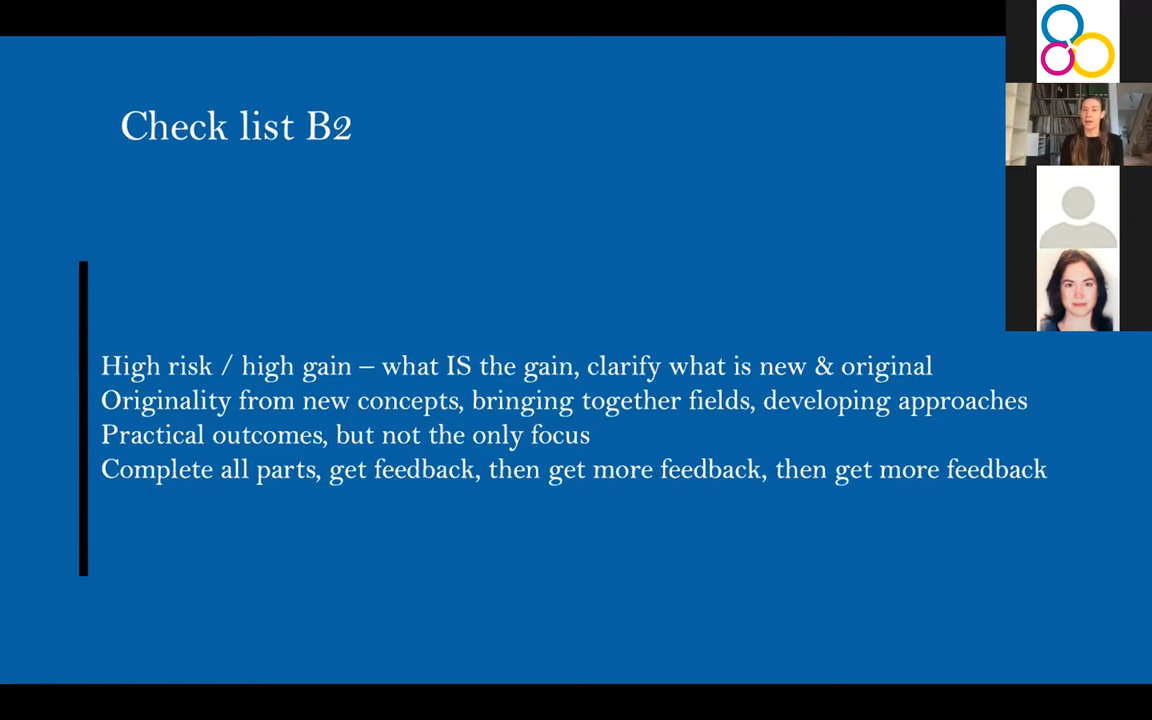 Check list B2
High risk / high gain – what IS the gain, clarify what is new & original
Originality from new concepts, bringing together fields, developing approaches
Practical outcomes, but not the only focus
Complete all parts, get feedback, then get more feedback, then get more feedback